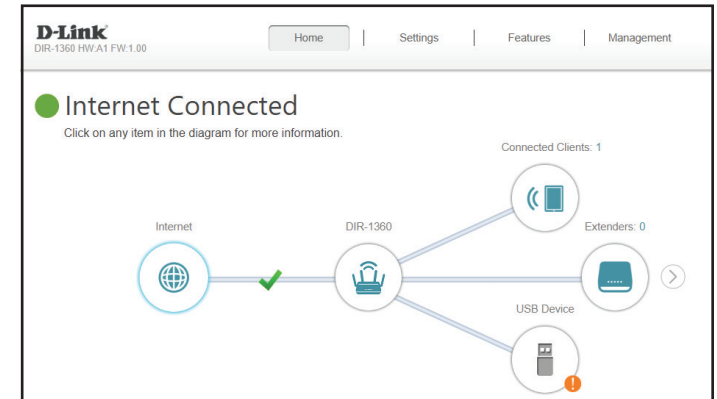 D-Link
DIR-1360 HW:A1 FW:1.00
Home
Settings
Features
Management
Internet Connected
Click on any item in the diagram for more information.
Connected Clients: 1
Internet
DIR-1360
Extenders: 0
USB Device